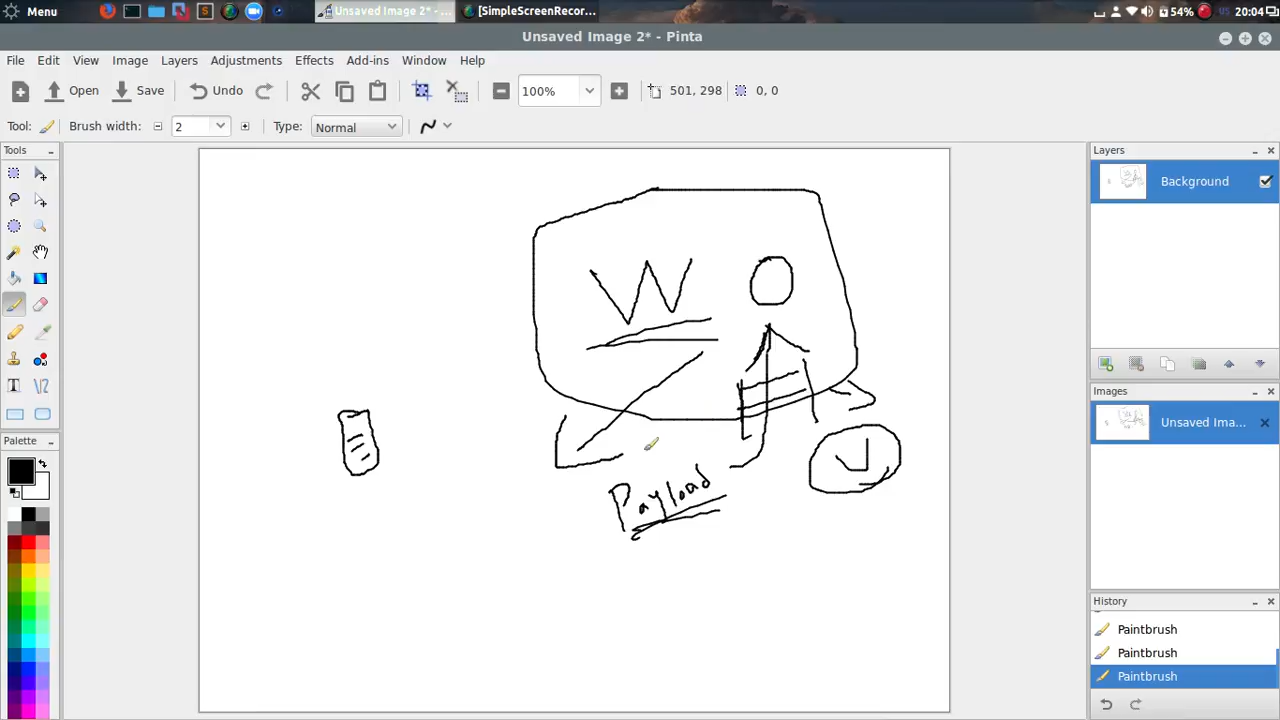 Menu
Unsaved Image 2* - ...
[SimpleScreenRecor...
54%
US
20:04
Unsaved Image 2* - Pinta
File Edit View Image Layers Adjustments Effects Add-ins Window Help
Open Save Undo 100% 501, 298 0, 0
Tool: Brush width: 2 Type: Normal
Tools
Layers
Background
W O
Images
Unsaved Ima...
Palette
V
Payload
History
Paintbrush
Paintbrush
Paintbrush